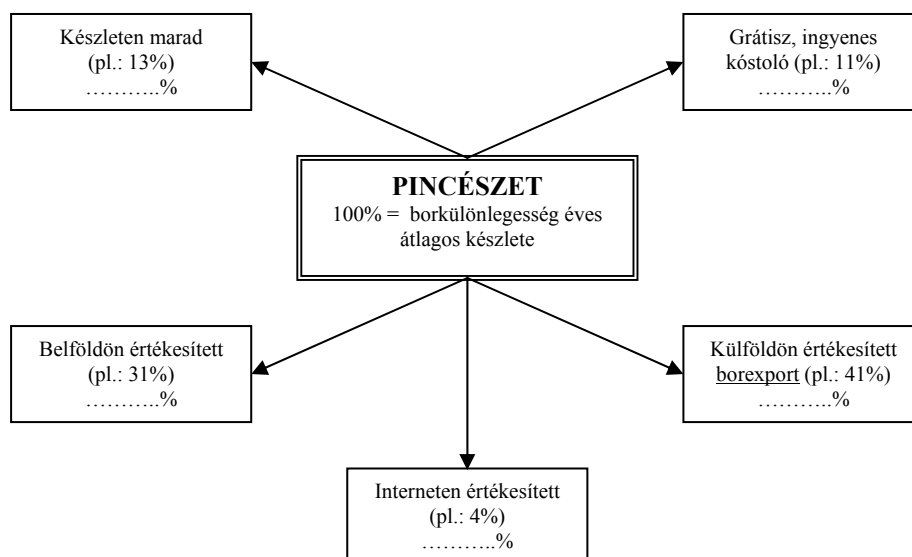 Készleten marad
(pl.: 13%)
………..%
Grátisz, ingyenes
kóstoló (pl.: 11%)
………..%
PINCÉSZET
100% = borkülönlegesség éves
átlagos készlete
Belföldön értékesített
(pl.: 31%)
………..%
Külföldön értékesített
borexport (pl.: 41%)
………..%
Interneten értékesített
(pl.: 4%)
………..%